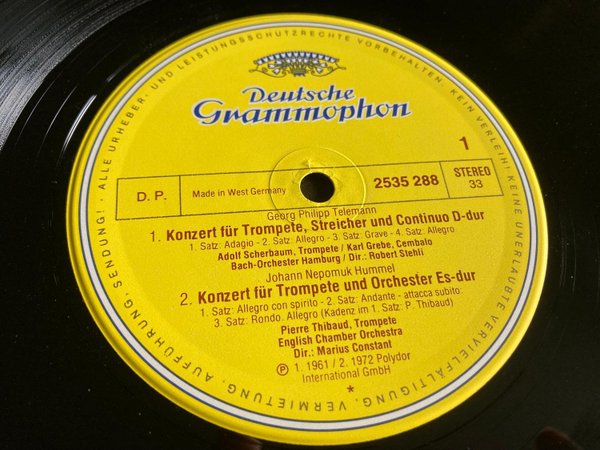 ALLE URHEBER- UND LEISTUNGSSCHUTZRECHTE VORBEHALTEN · KEIN VERLEIH! KEINE UNERLAUBTE VERVIELFÄLTIGUNG, VERMIETUNG, AUFFÜHRUNG, SENDUNG!
Deutsche
Grammophon
1
D. P.
Made in West Germany
2535 288
STEREO
33
Georg Philipp Telemann
1. Konzert für Trompete, Streicher und Continuo D-dur
1. Satz: Adagio - 2. Satz: Allegro - 3. Satz: Grave - 4. Satz: Allegro
Adolf Scherbaum, Trompete / Karl Grebe, Cembalo
Bach-Orchester Hamburg / Dir.: Robert Stehli
Johann Nepomuk Hummel
2. Konzert für Trompete und Orchester Es-dur
1. Satz: Allegro con spirito - 2. Satz: Andante - attacca subito
3. Satz: Rondo. Allegro (Kadenz im 1. Satz: P. Thibaud)
Pierre Thibaud, Trompete
English Chamber Orchestra
Dir.: Marius Constant
Ⓟ 1. 1961 / 2. 1972 Polydor
International GmbH
*